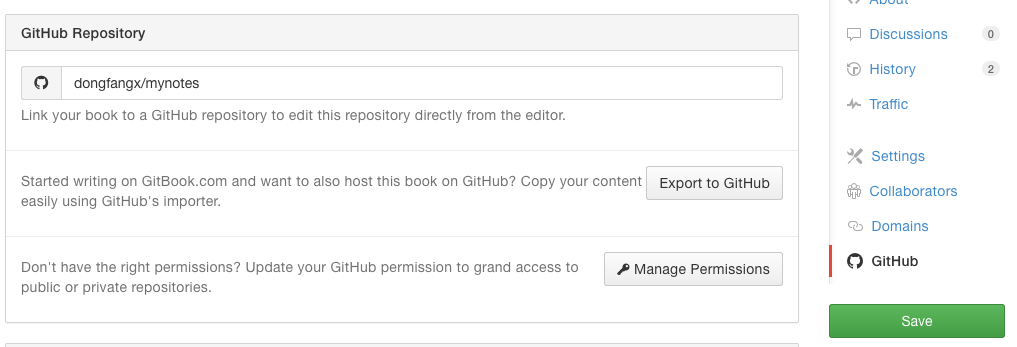 GitHub Repository
dongfangx/mynotes
Link your book to a GitHub repository to edit this repository directly from the editor.
Started writing on GitBook.com and want to also host this book on GitHub? Copy your content
easily using GitHub's importer.
Export to GitHub
Don't have the right permissions? Update your GitHub permission to grand access to
public or private repositories.
Manage Permissions
About
Discussions 0
History 2
Traffic
Settings
Collaborators
Domains
GitHub
Save